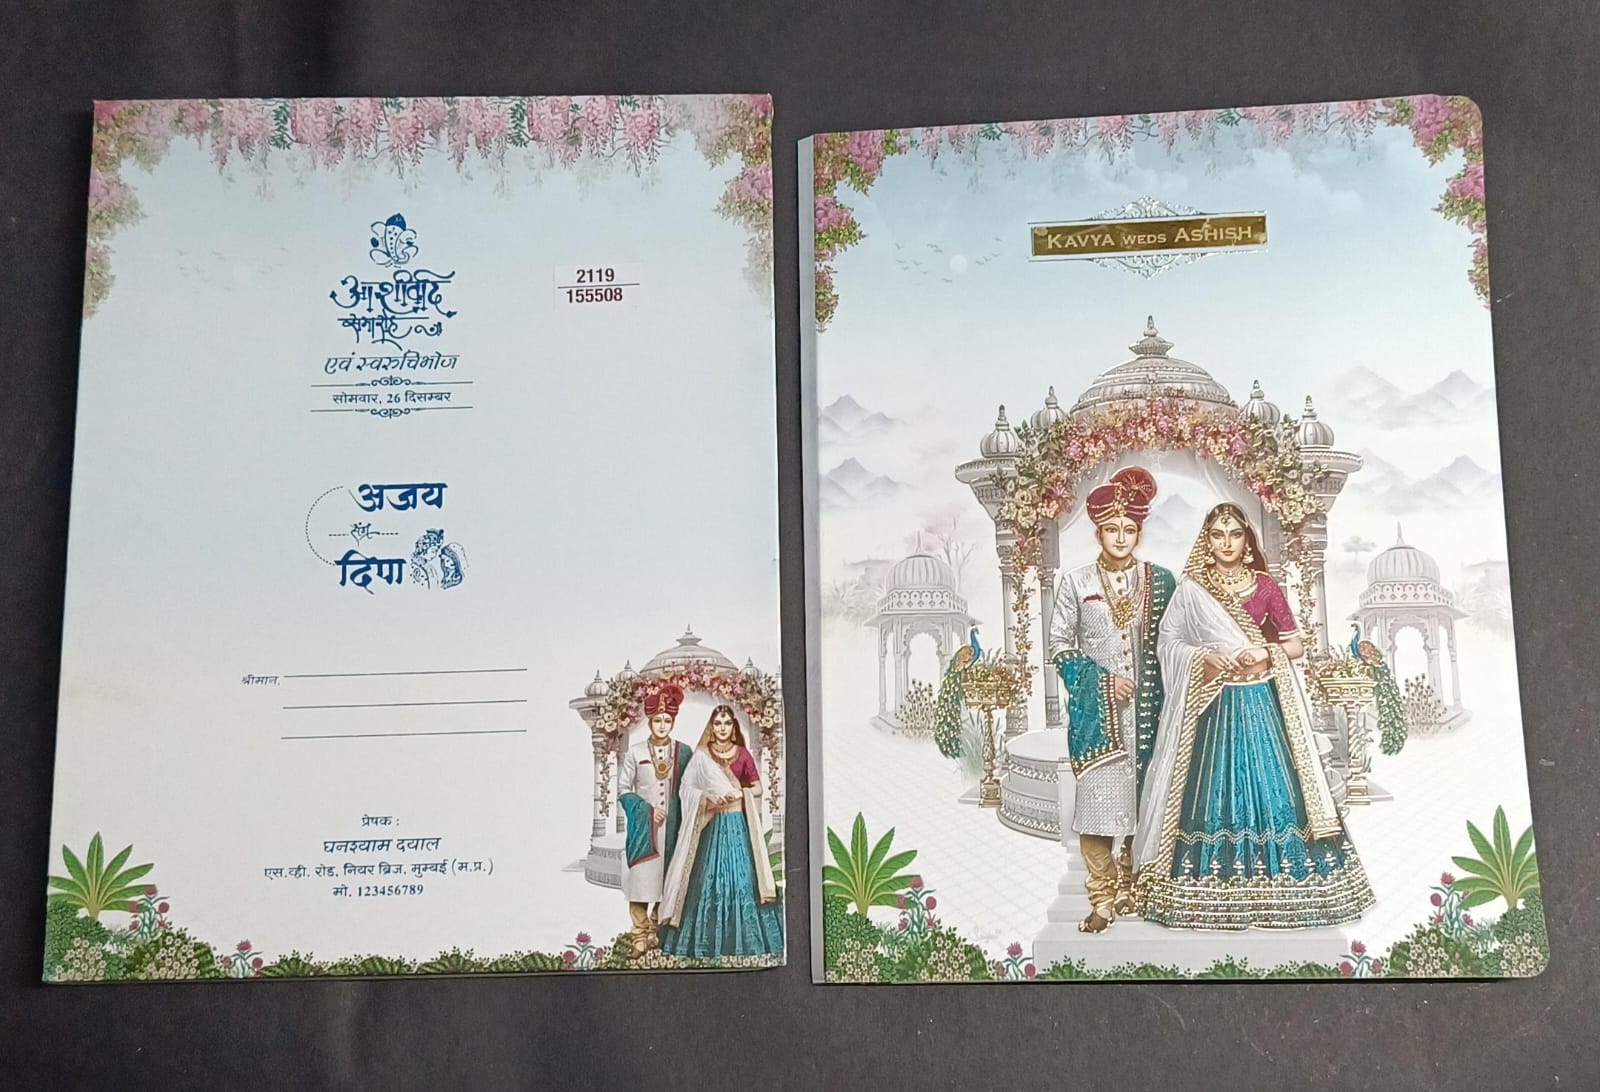 आशीर्वाद
समारोह
एवं स्वरुचिभोज
सोमवार, 26 दिसम्बर
2119
155508
अजय
संग
दिपा
श्रीमान.
प्रेषक :
घनश्याम दयाल
एस.व्ही. रोड, नियर ब्रिज, मुम्बई (म.प्र.)
मो. 123456789
KAVYA WEDS ASHISH